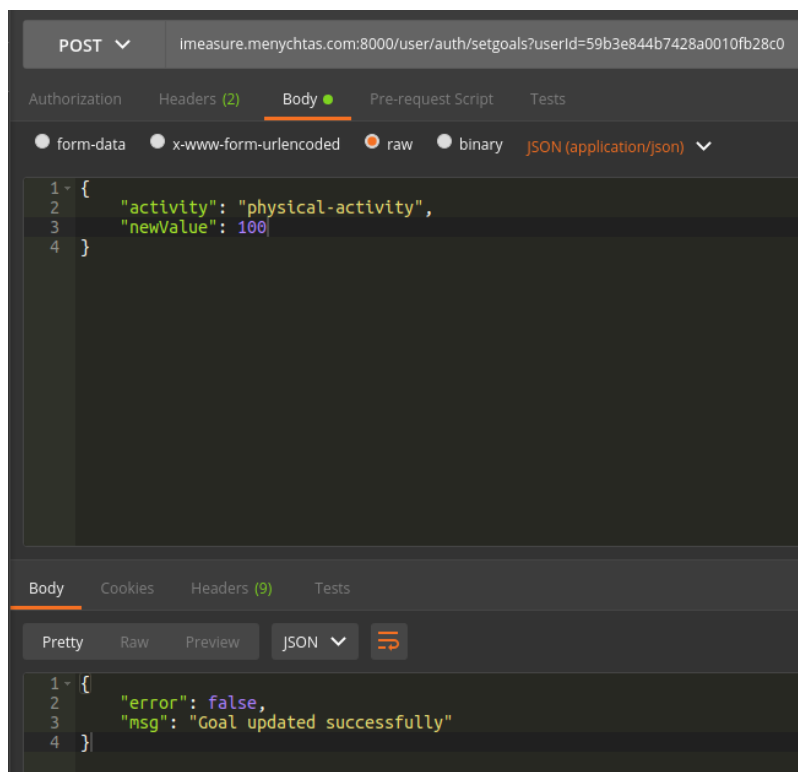 POST imeasure.menychtas.com:8000/user/auth/setgoals?userId=59b3e844b7428a0010fb28c0
Authorization Headers (2) Body Pre-request Script Tests
form-data x-www-form-urlencoded raw binary JSON (application/json)
1 {
2 "activity": "physical-activity",
3 "newValue": 100
4 }
Body Cookies Headers (9) Tests
Pretty Raw Preview JSON
1 {
2 "error": false,
3 "msg": "Goal updated successfully"
4 }